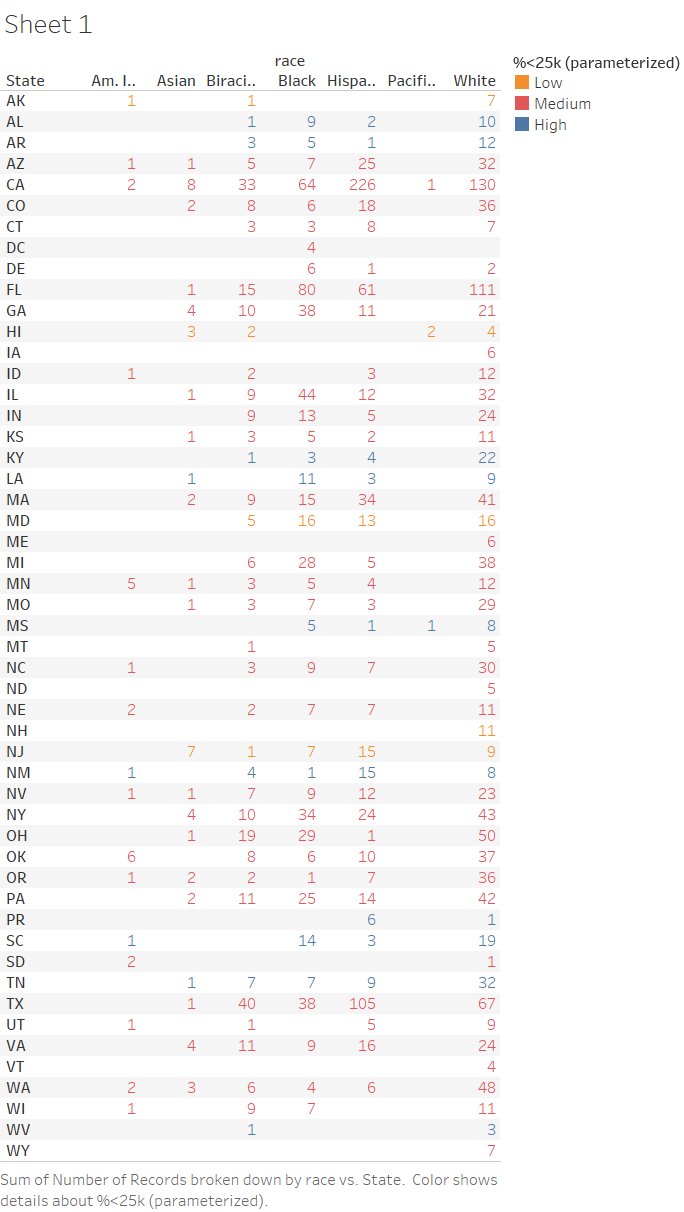 Sheet 1
race
%<25k (parameterized)
State Am. I.. Asian Biraci.. Black Hispa.. Pacifi.. White
Low
Medium
High
AK 1 1 7
AL 1 9 2 10
AR 3 5 1 12
AZ 1 1 5 7 25 32
CA 2 8 33 64 226 1 130
CO 2 8 6 18 36
CT 3 3 8 7
DC 4
DE 6 1 2
FL 1 15 80 61 111
GA 4 10 38 11 21
HI 3 2 2 4
IA 6
ID 1 2 3 12
IL 1 9 44 12 32
IN 9 13 5 24
KS 1 3 5 2 11
KY 1 3 4 22
LA 1 11 3 9
MA 2 9 15 34 41
MD 5 16 13 16
ME 6
MI 6 28 5 38
MN 5 1 3 5 4 12
MO 1 3 7 3 29
MS 5 1 1 8
MT 1 5
NC 1 3 9 7 30
ND 5
NE 2 2 7 7 11
NH 11
NJ 7 1 7 15 9
NM 1 4 1 15 8
NV 1 1 7 9 12 23
NY 4 10 34 24 43
OH 1 19 29 1 50
OK 6 8 6 10 37
OR 1 2 2 1 7 36
PA 2 11 25 14 42
PR 6 1
SC 1 14 3 19
SD 2 1
TN 1 7 7 9 32
TX 1 40 38 105 67
UT 1 1 5 9
VA 4 11 9 16 24
VT 4
WA 2 3 6 4 6 48
WI 1 9 7 11
WV 1 3
WY 7
Sum of Number of Records broken down by race vs. State. Color shows
details about %<25k (parameterized).